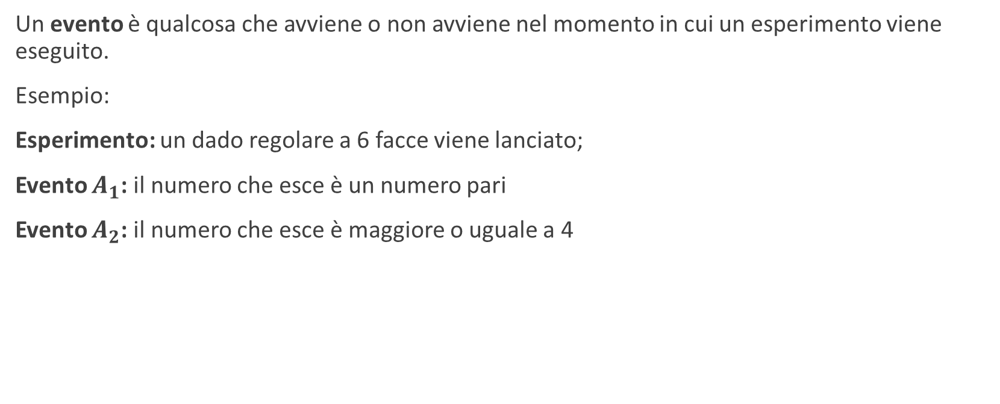 Un evento è qualcosa che avviene o non avviene nel momento in cui un esperimento viene
eseguito.
Esempio:
Esperimento: un dado regolare a 6 facce viene lanciato;
Evento A₁: il numero che esce è un numero pari
Evento A₂: il numero che esce è maggiore o uguale a 4